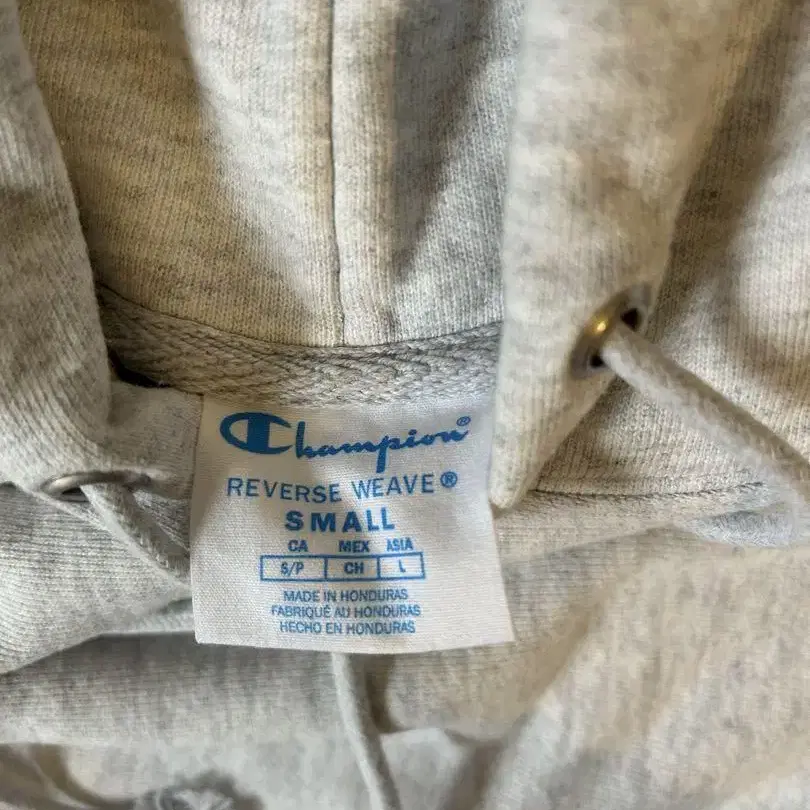 Champion®
REVERSE WEAVE®
SMALL
CA MEX ASIA
S/P CH L
MADE IN HONDURAS
FABRIQUÉ AU HONDURAS
HECHO EN HONDURAS